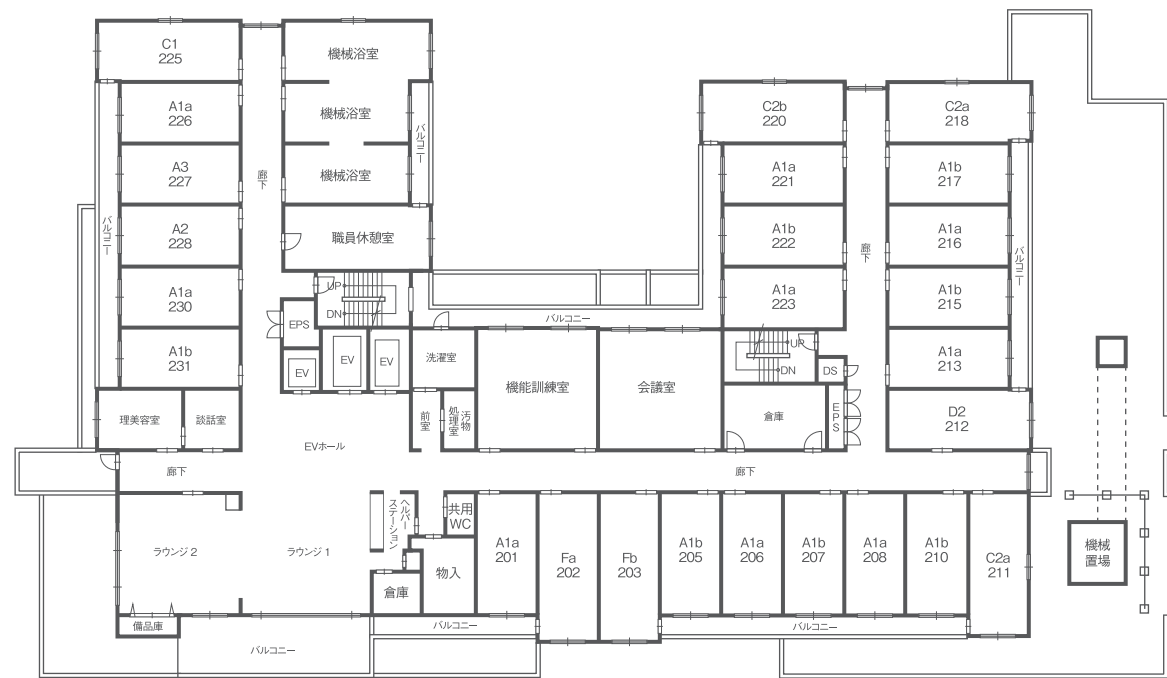 C1
225
機械浴室
A1a
226
機械浴室
バルコニー
A3
227
廊下
機械浴室
バルコニー
A2
228
職員休憩室
A1a
230
UP
DN
EPS
A1b
231
EV
EV
EV
洗濯室
理美容室
談話室
前室
汚物
処理室
EVホール
バルコニー
機能訓練室
会議室
C2b
220
C2a
218
A1a
221
A1b
217
A1b
222
廊下
A1a
216
バルコニー
A1a
223
A1b
215
UP
DN
DS
A1a
213
倉庫
EPS
D2
212
廊下
廊下
ラウンジ2
ラウンジ1
ヘルパー
ステーション
共用
WC
物入
倉庫
A1a
201
Fa
202
Fb
203
A1b
205
A1a
206
A1b
207
A1a
208
A1b
210
C2a
211
機械
置場
備品庫
バルコニー
バルコニー
バルコニー